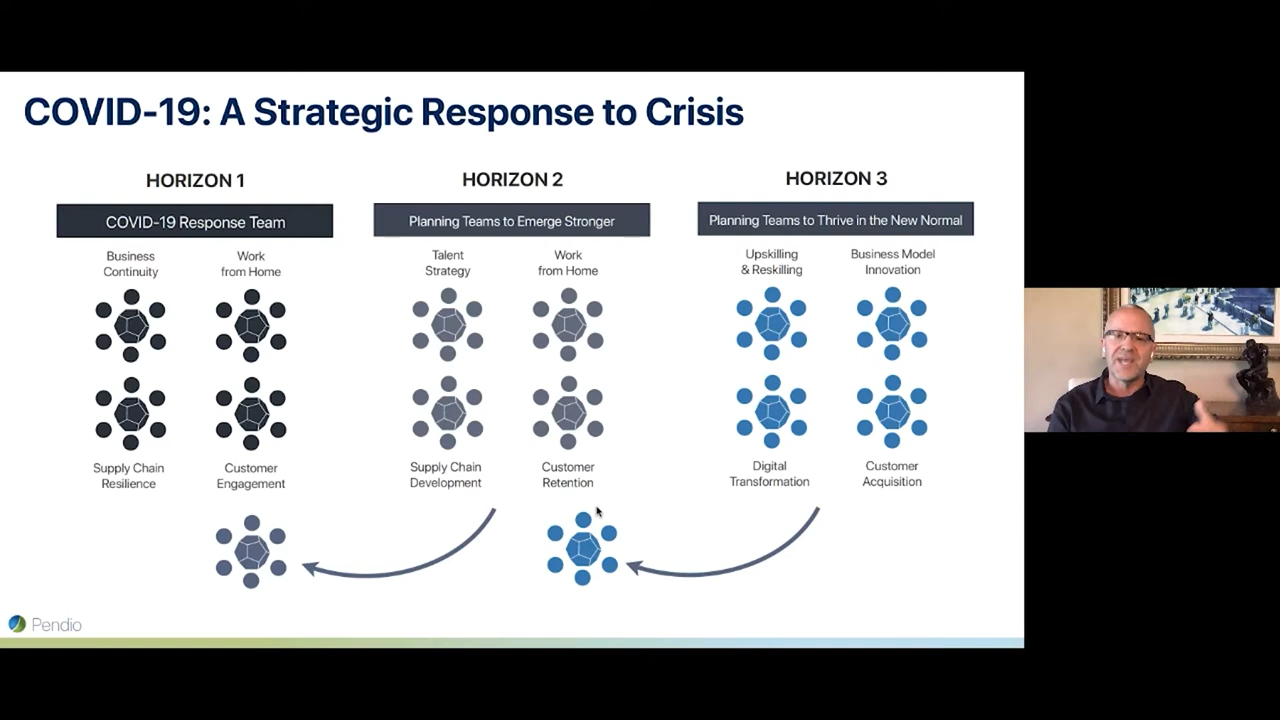 COVID-19: A Strategic Response to Crisis
HORIZON 1
HORIZON 2
HORIZON 3
COVID-19 Response Team
Planning Teams to Emerge Stronger
Planning Teams to Thrive in the New Normal
Business
Continuity
Work
from Home
Talent
Strategy
Work
from Home
Upskilling
& Reskilling
Business Model
Innovation
Supply Chain
Resilience
Customer
Engagement
Supply Chain
Development
Customer
Retention
Digital
Transformation
Customer
Acquisition
Pendio